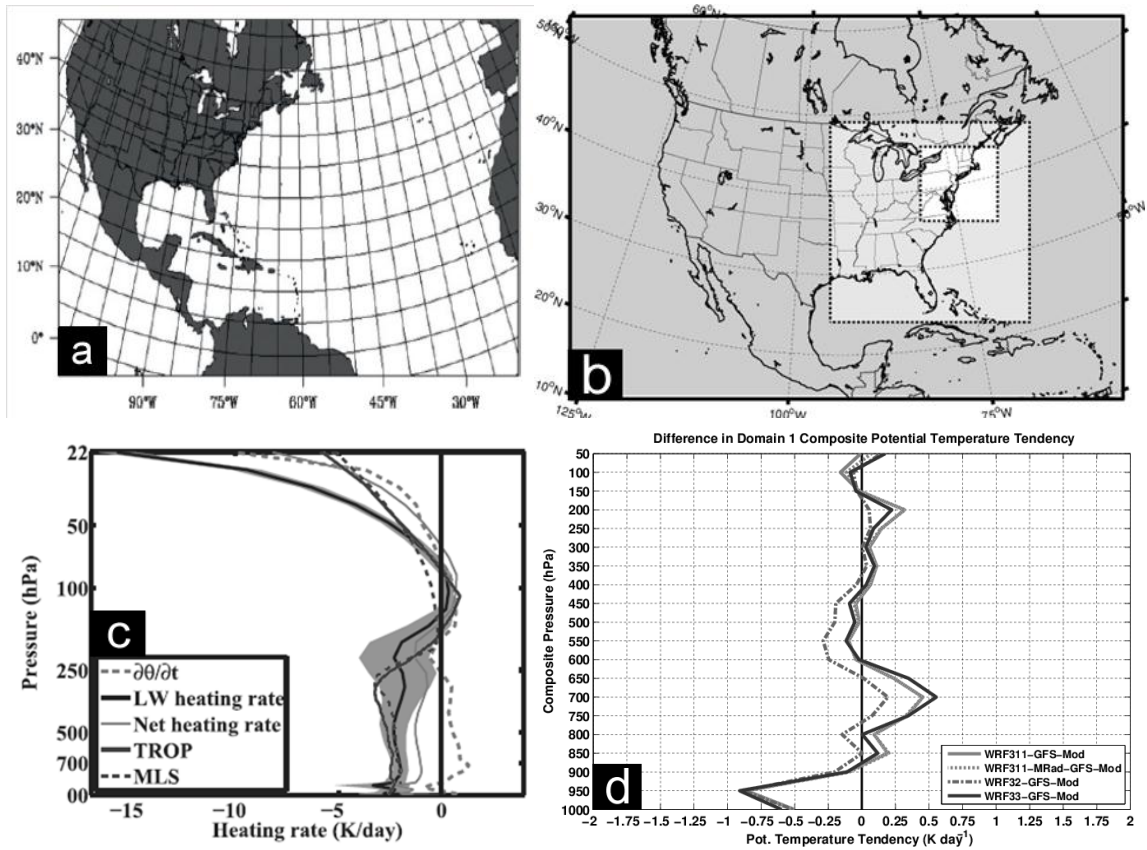 40°N
30°N
20°N
10°N
0°
a
90°W
75°W
60°W
45°W
30°W
60°N
40°N
30°N
20°N
10°N
b
125°W
100°W
75°W
22
50
100
250
500
700
00
Pressure (hPa)
c
∂θ/∂t
LW heating rate
Net heating rate
TROP
MLS
−15
−10
−5
0
Heating rate (K/day)
Difference in Domain 1 Composite Potential Temperature Tendency
50
100
150
200
250
300
350
400
450
500
550
600
650
700
750
800
850
900
950
1000
Composite Pressure (hPa)
d
WRF311−GFS−Mod
WRF311−MRad−GFS−Mod
WRF32−GFS−Mod
WRF33−GFS−Mod
−2 −1.75 −1.5 −1.25 −1 −0.75 −0.5 −0.25 0 0.25 0.5 0.75 1 1.25 1.5 1.75 2
Pot. Temperature Tendency (K daȳ¹)